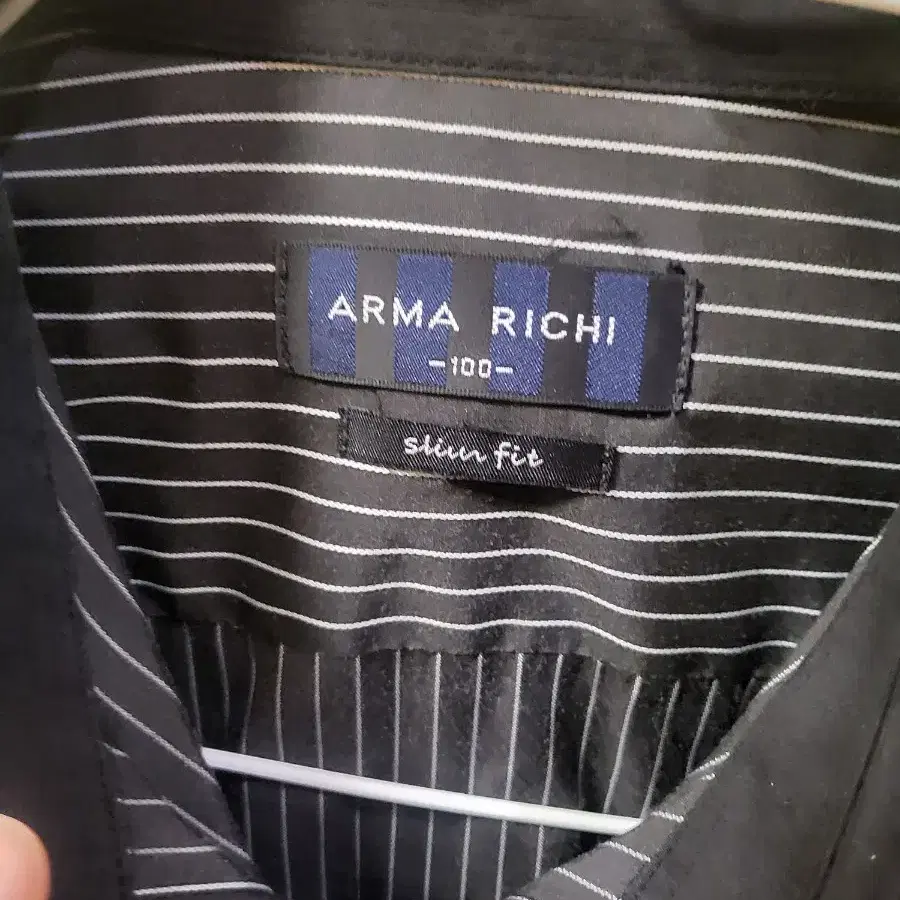 ARMA RICHI
-100-
slim fit